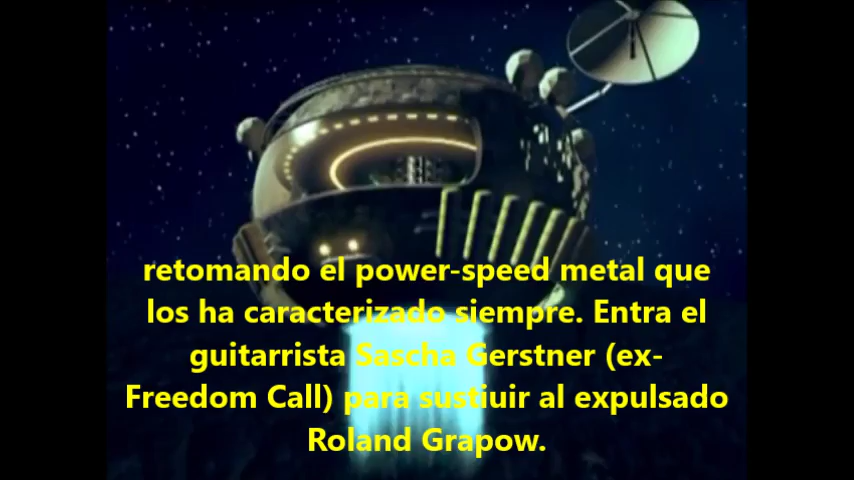 retomando el power-speed metal que
los ha caracterizado siempre. Entra el
guitarrista Sascha Gerstner (ex-
Freedom Call) para sustiuir al expulsado
Roland Grapow.